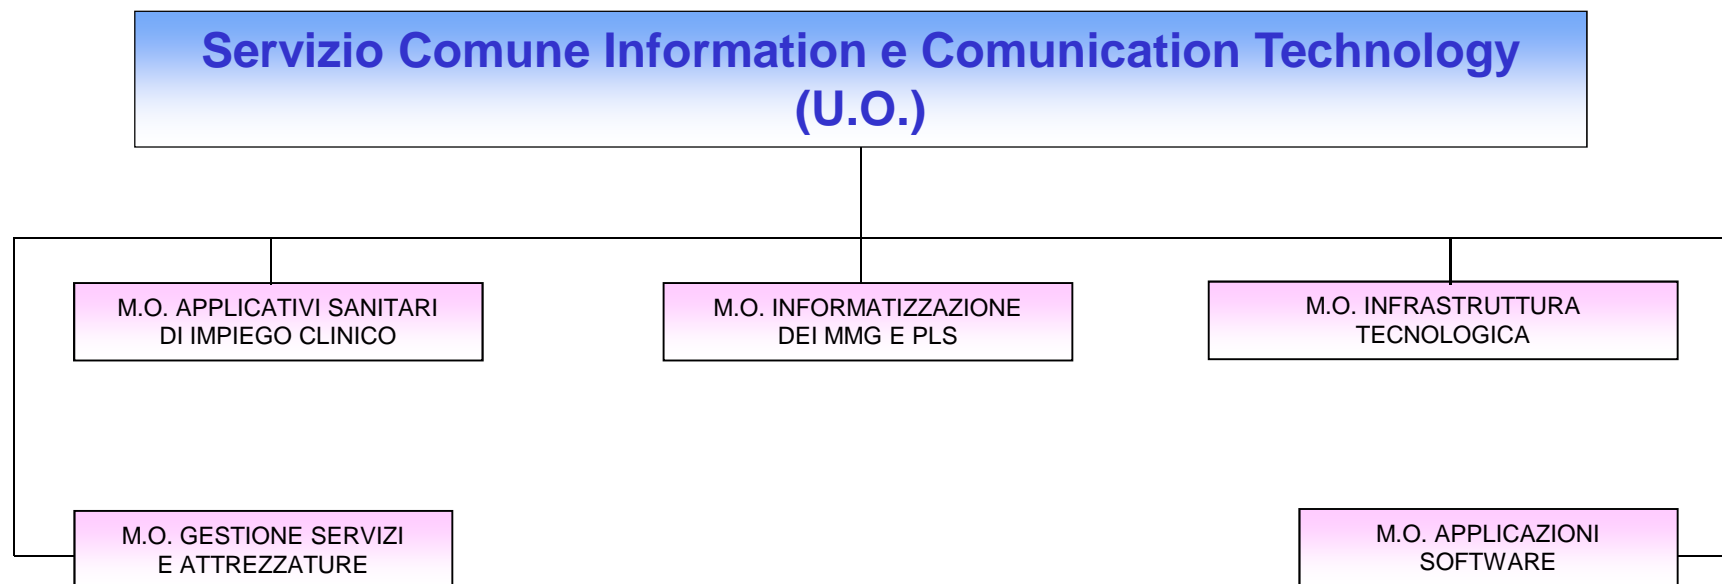 Servizio Comune Information e Comunication Technology
(U.O.)
M.O. APPLICATIVI SANITARI
DI IMPIEGO CLINICO
M.O. INFORMATIZZAZIONE
DEI MMG E PLS
M.O. INFRASTRUTTURA
TECNOLOGICA
M.O. GESTIONE SERVIZI
E ATTREZZATURE
M.O. APPLICAZIONI
SOFTWARE